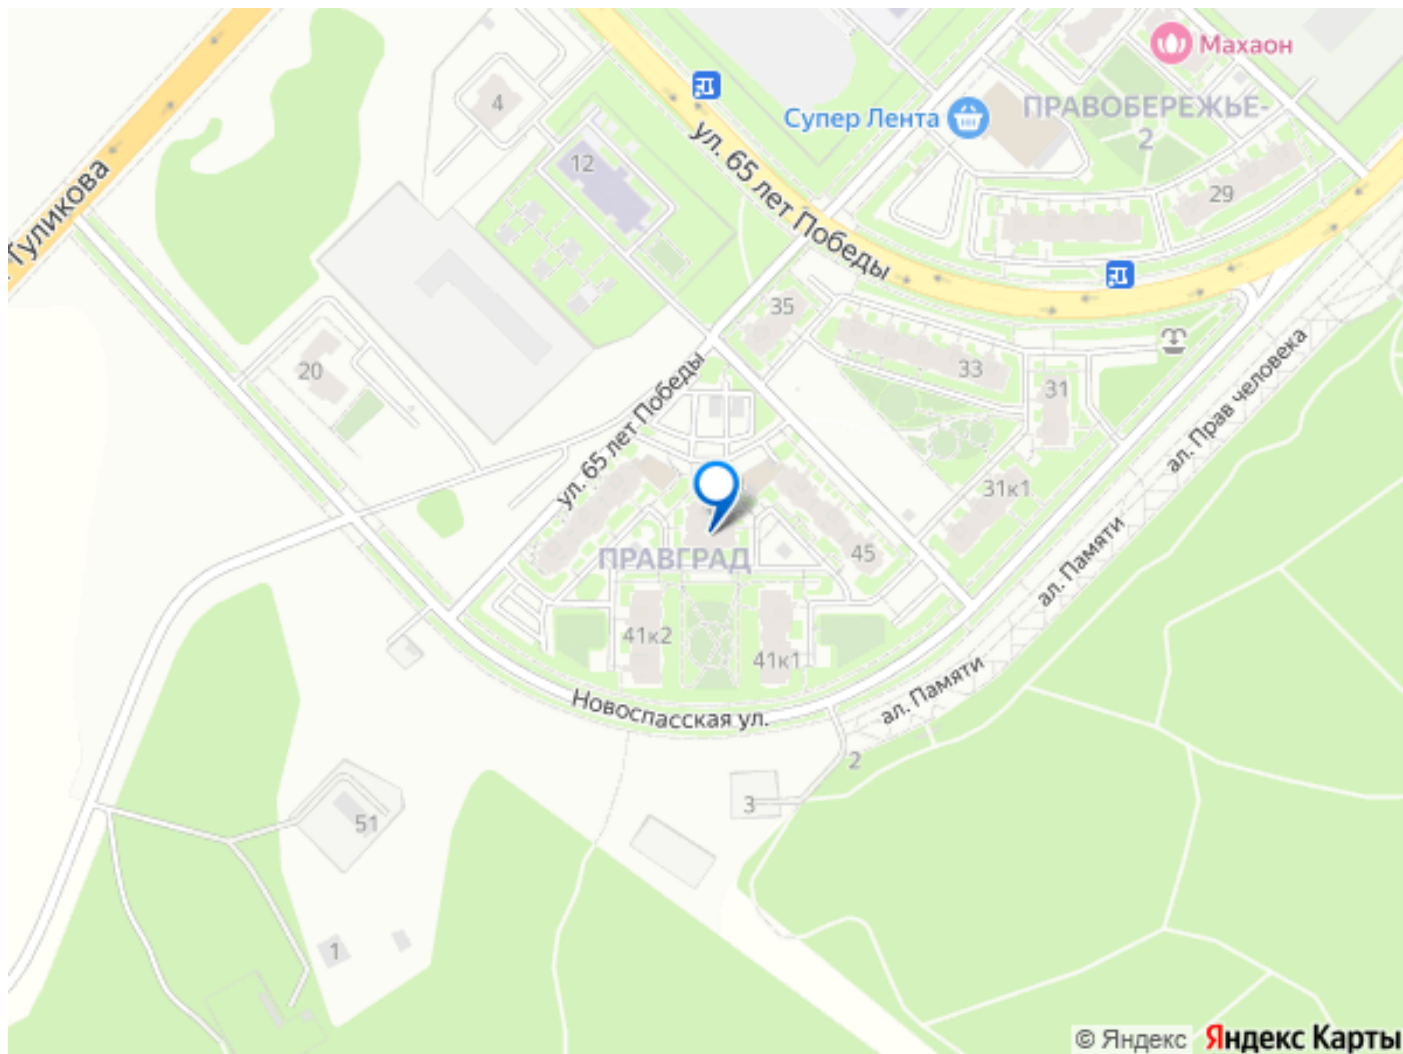 Махаон
4
ПРАВОБЕРЕЖЬЕ-
2
Супер Лента
12
ул. 65 лет Победы
29
Туликова
35
33
20
31
ул. 65 лет Победы
ал. Прав человека
31к1
45
ПРАВГРАД
ал. Памяти
41к2
41к1
ал. Памяти
Новоспасская ул.
2
3
51
1
© Яндекс
Яндекс Карты